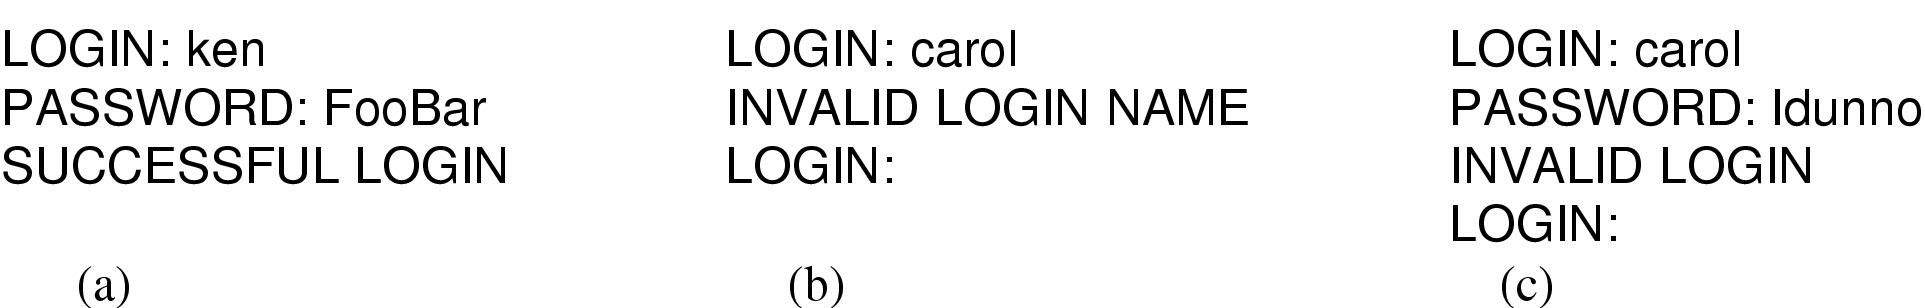 LOGIN: ken
PASSWORD: FooBar
SUCCESSFUL LOGIN
(a)
LOGIN: carol
INVALID LOGIN NAME
LOGIN:
(b)
LOGIN: carol
PASSWORD: Idunno
INVALID LOGIN
LOGIN:
(c)